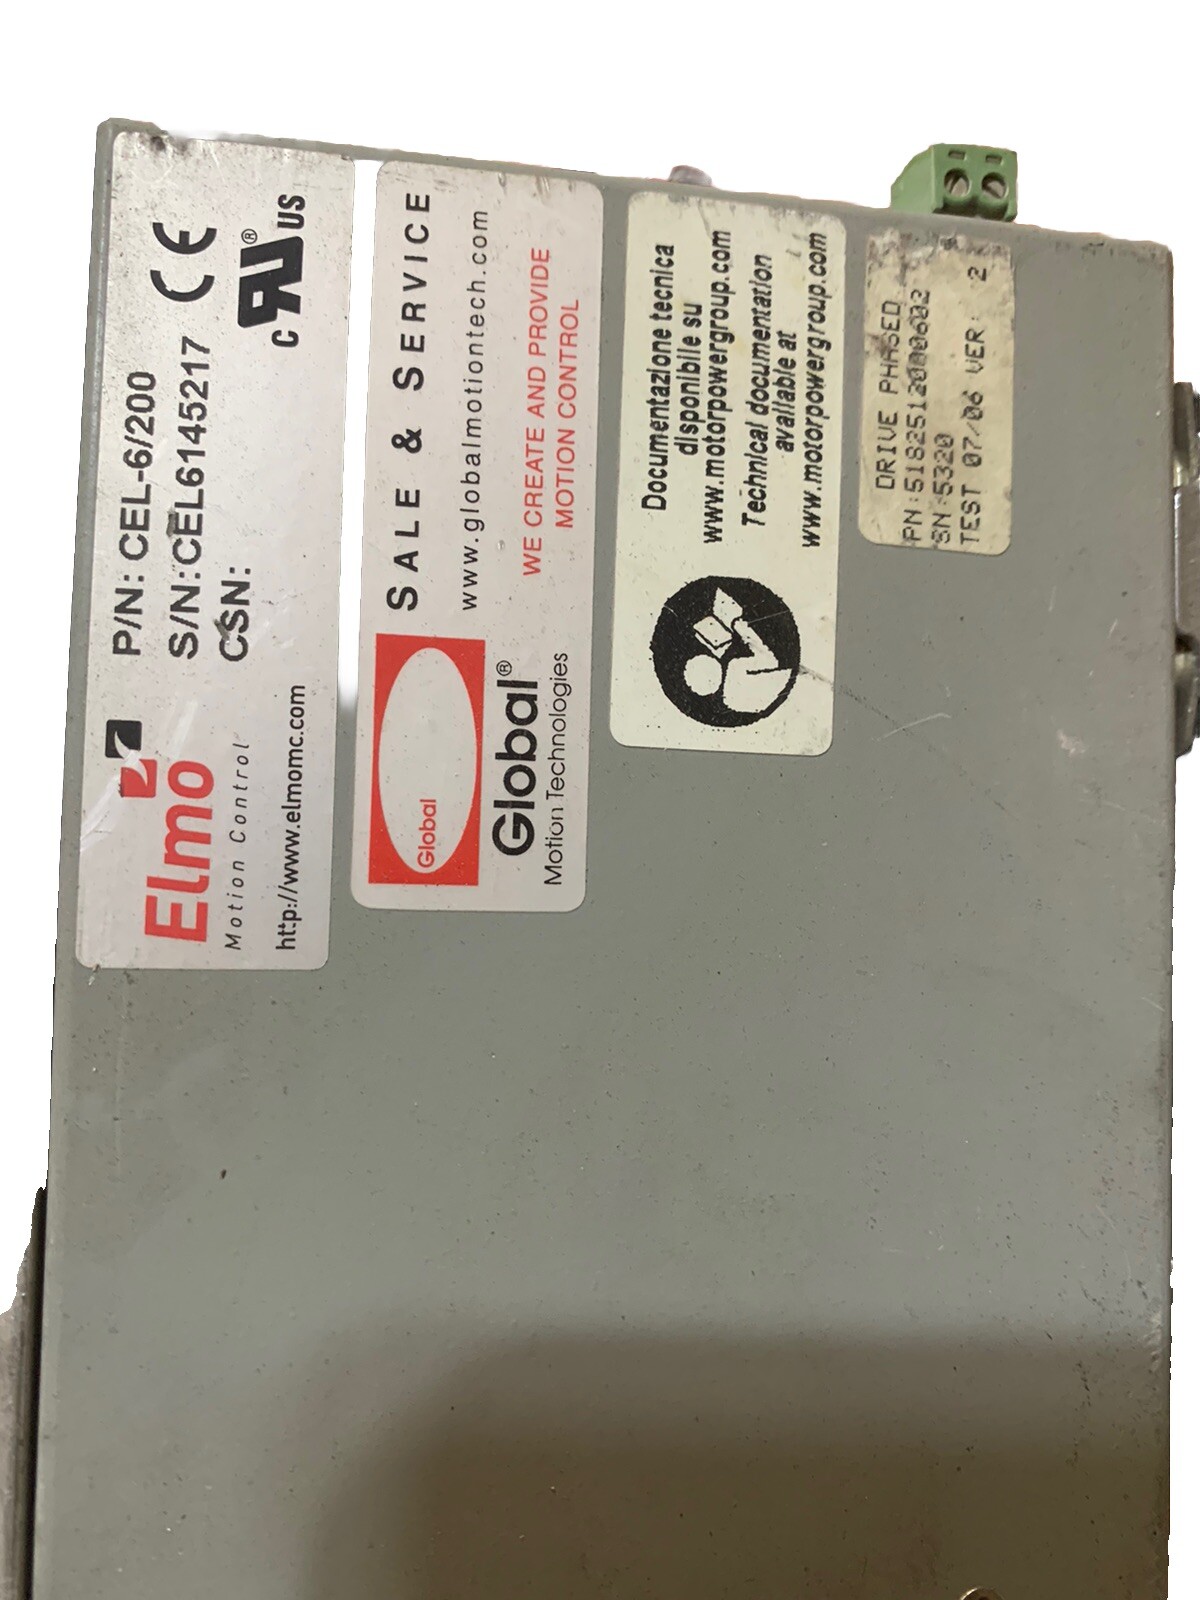 Elmo
Motion Control
http://www.elmomc.com
P/N: CEL-6/200
S/N:CEL6145217
CSN:
CE
C RU ® US
Global
Global®
Motion Technologies
SALE & SERVICE
www.globalmotiontech.com
WE CREATE AND PROVIDE
MOTION CONTROL
Documentazione tecnica
disponibile su
www.motorpowergroup.com
Technical documentation
available at
www.motorpowergroup.com
DRIVE PHASED
SN:5320
TEST 07/06 VER: 2